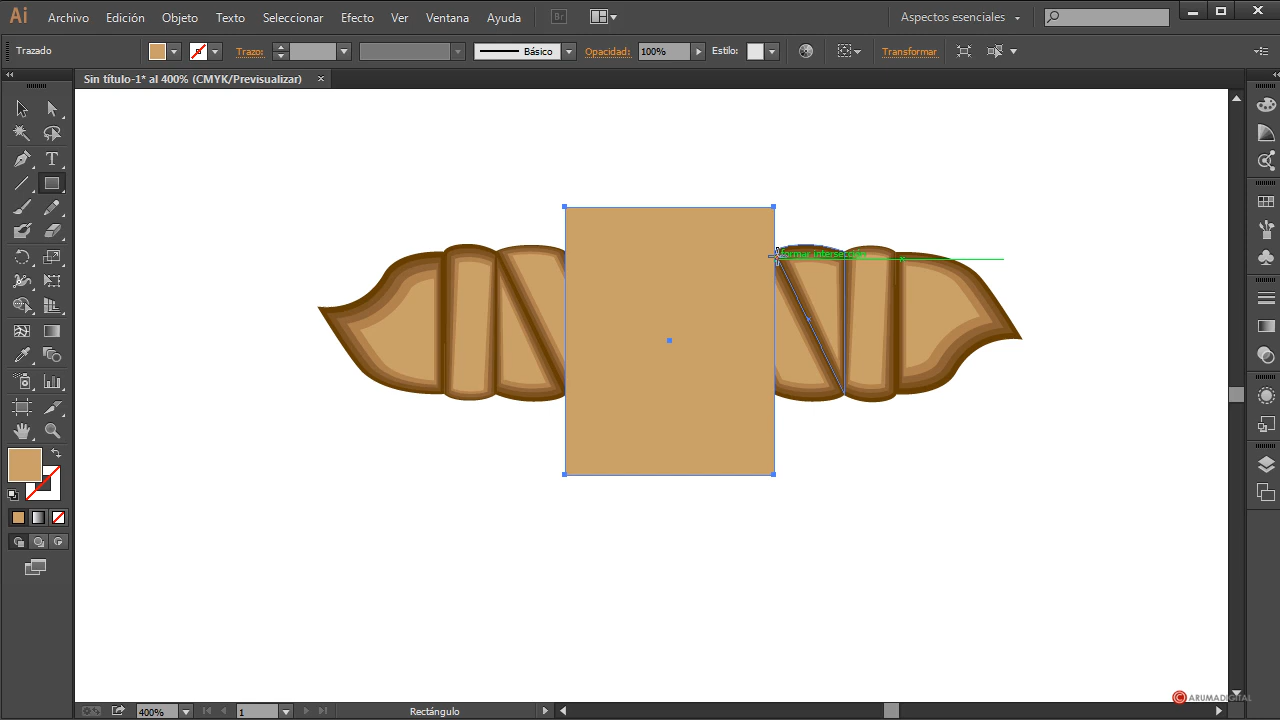 Ai Archivo Edición Objeto Texto Seleccionar Efecto Ver Ventana Ayuda Br Aspectos esenciales
Trazado Trazo: Básico Opacidad: 100% Estilo: Transformar
Sin título-1* al 400% (CMYK/Previsualizar) ×
Intersección
400% 1 Rectángulo
ARUMADIGITAL